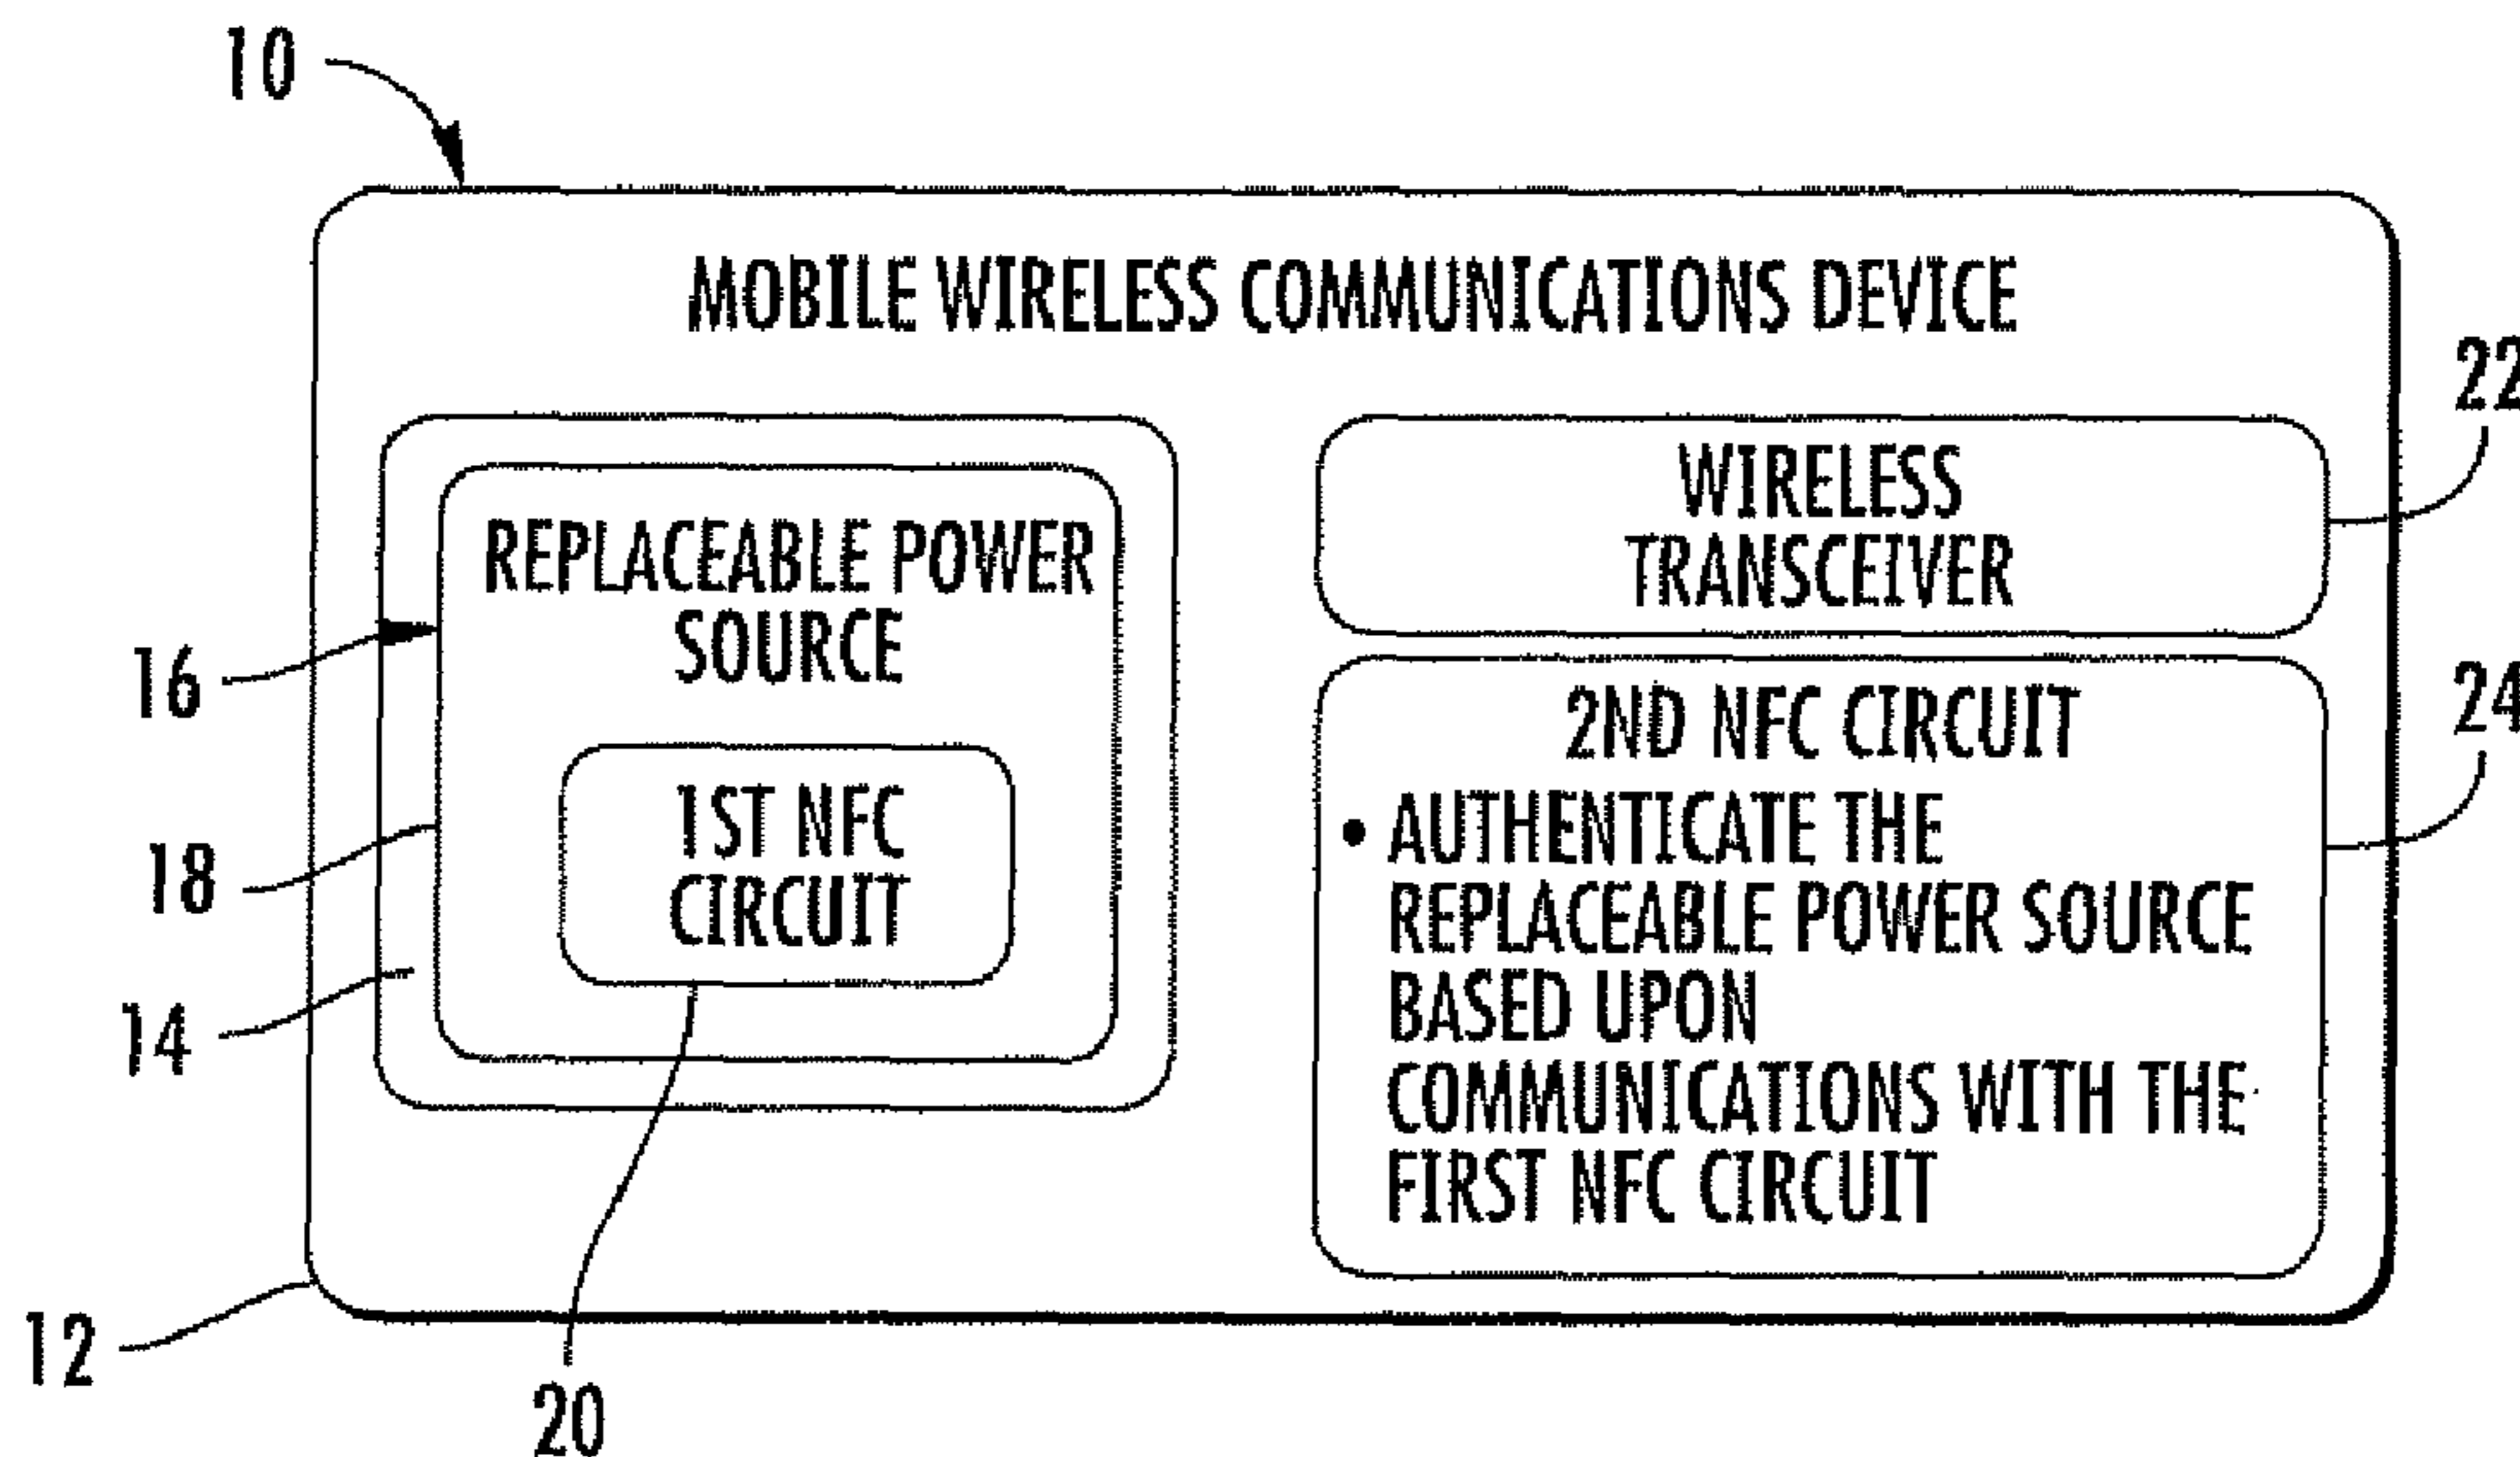 10
MOBILE WIRELESS COMMUNICATIONS DEVICE
22
REPLACEABLE POWER
SOURCE
WIRELESS
TRANSCEIVER
16
1ST NFC
CIRCUIT
18
14
2ND NFC CIRCUIT
24
• AUTHENTICATE THE
REPLACEABLE POWER SOURCE
BASED UPON
COMMUNICATIONS WITH THE
FIRST NFC CIRCUIT
12
20